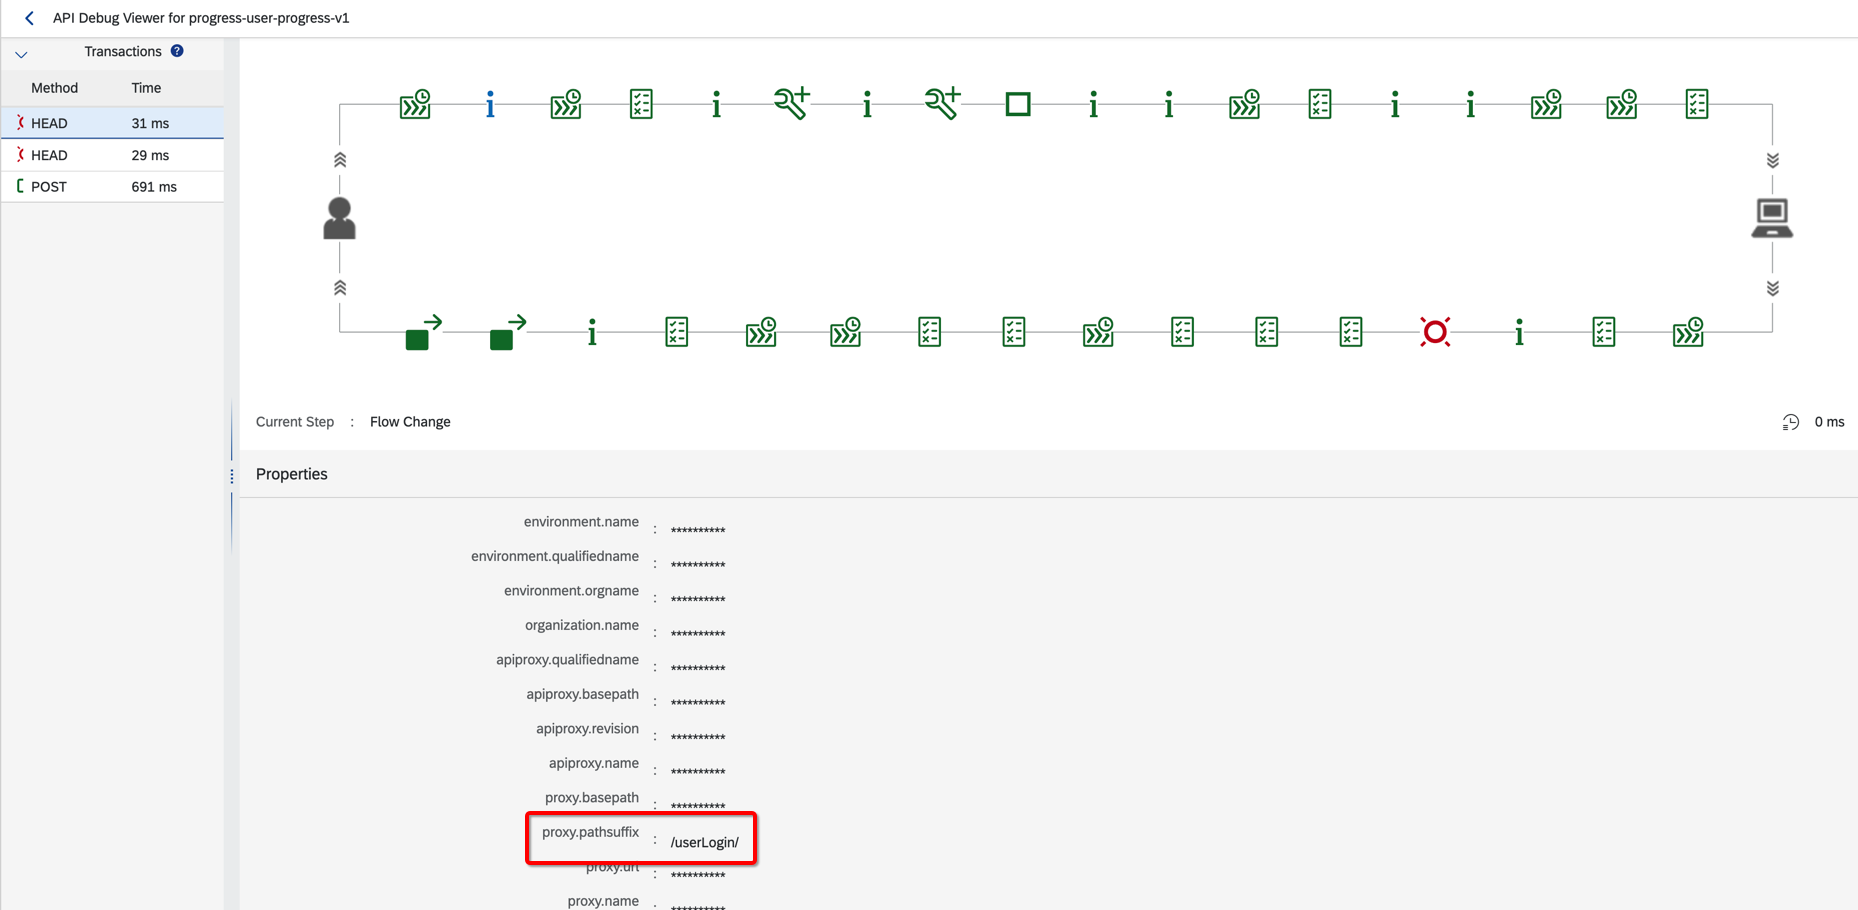 API Debug Viewer for progress-user-progress-v1
Transactions ?
Method Time
HEAD 31 ms
HEAD 29 ms
POST 691 ms
Current Step : Flow Change
0 ms
Properties
environment.name : **********
environment.qualifiedname : **********
environment.orgname : **********
organization.name : **********
apiproxy.qualifiedname : **********
apiproxy.basepath : **********
apiproxy.revision : **********
apiproxy.name : **********
proxy.basepath : **********
proxy.pathsuffix : /userLogin/
proxy.url : **********
proxy.name : **********